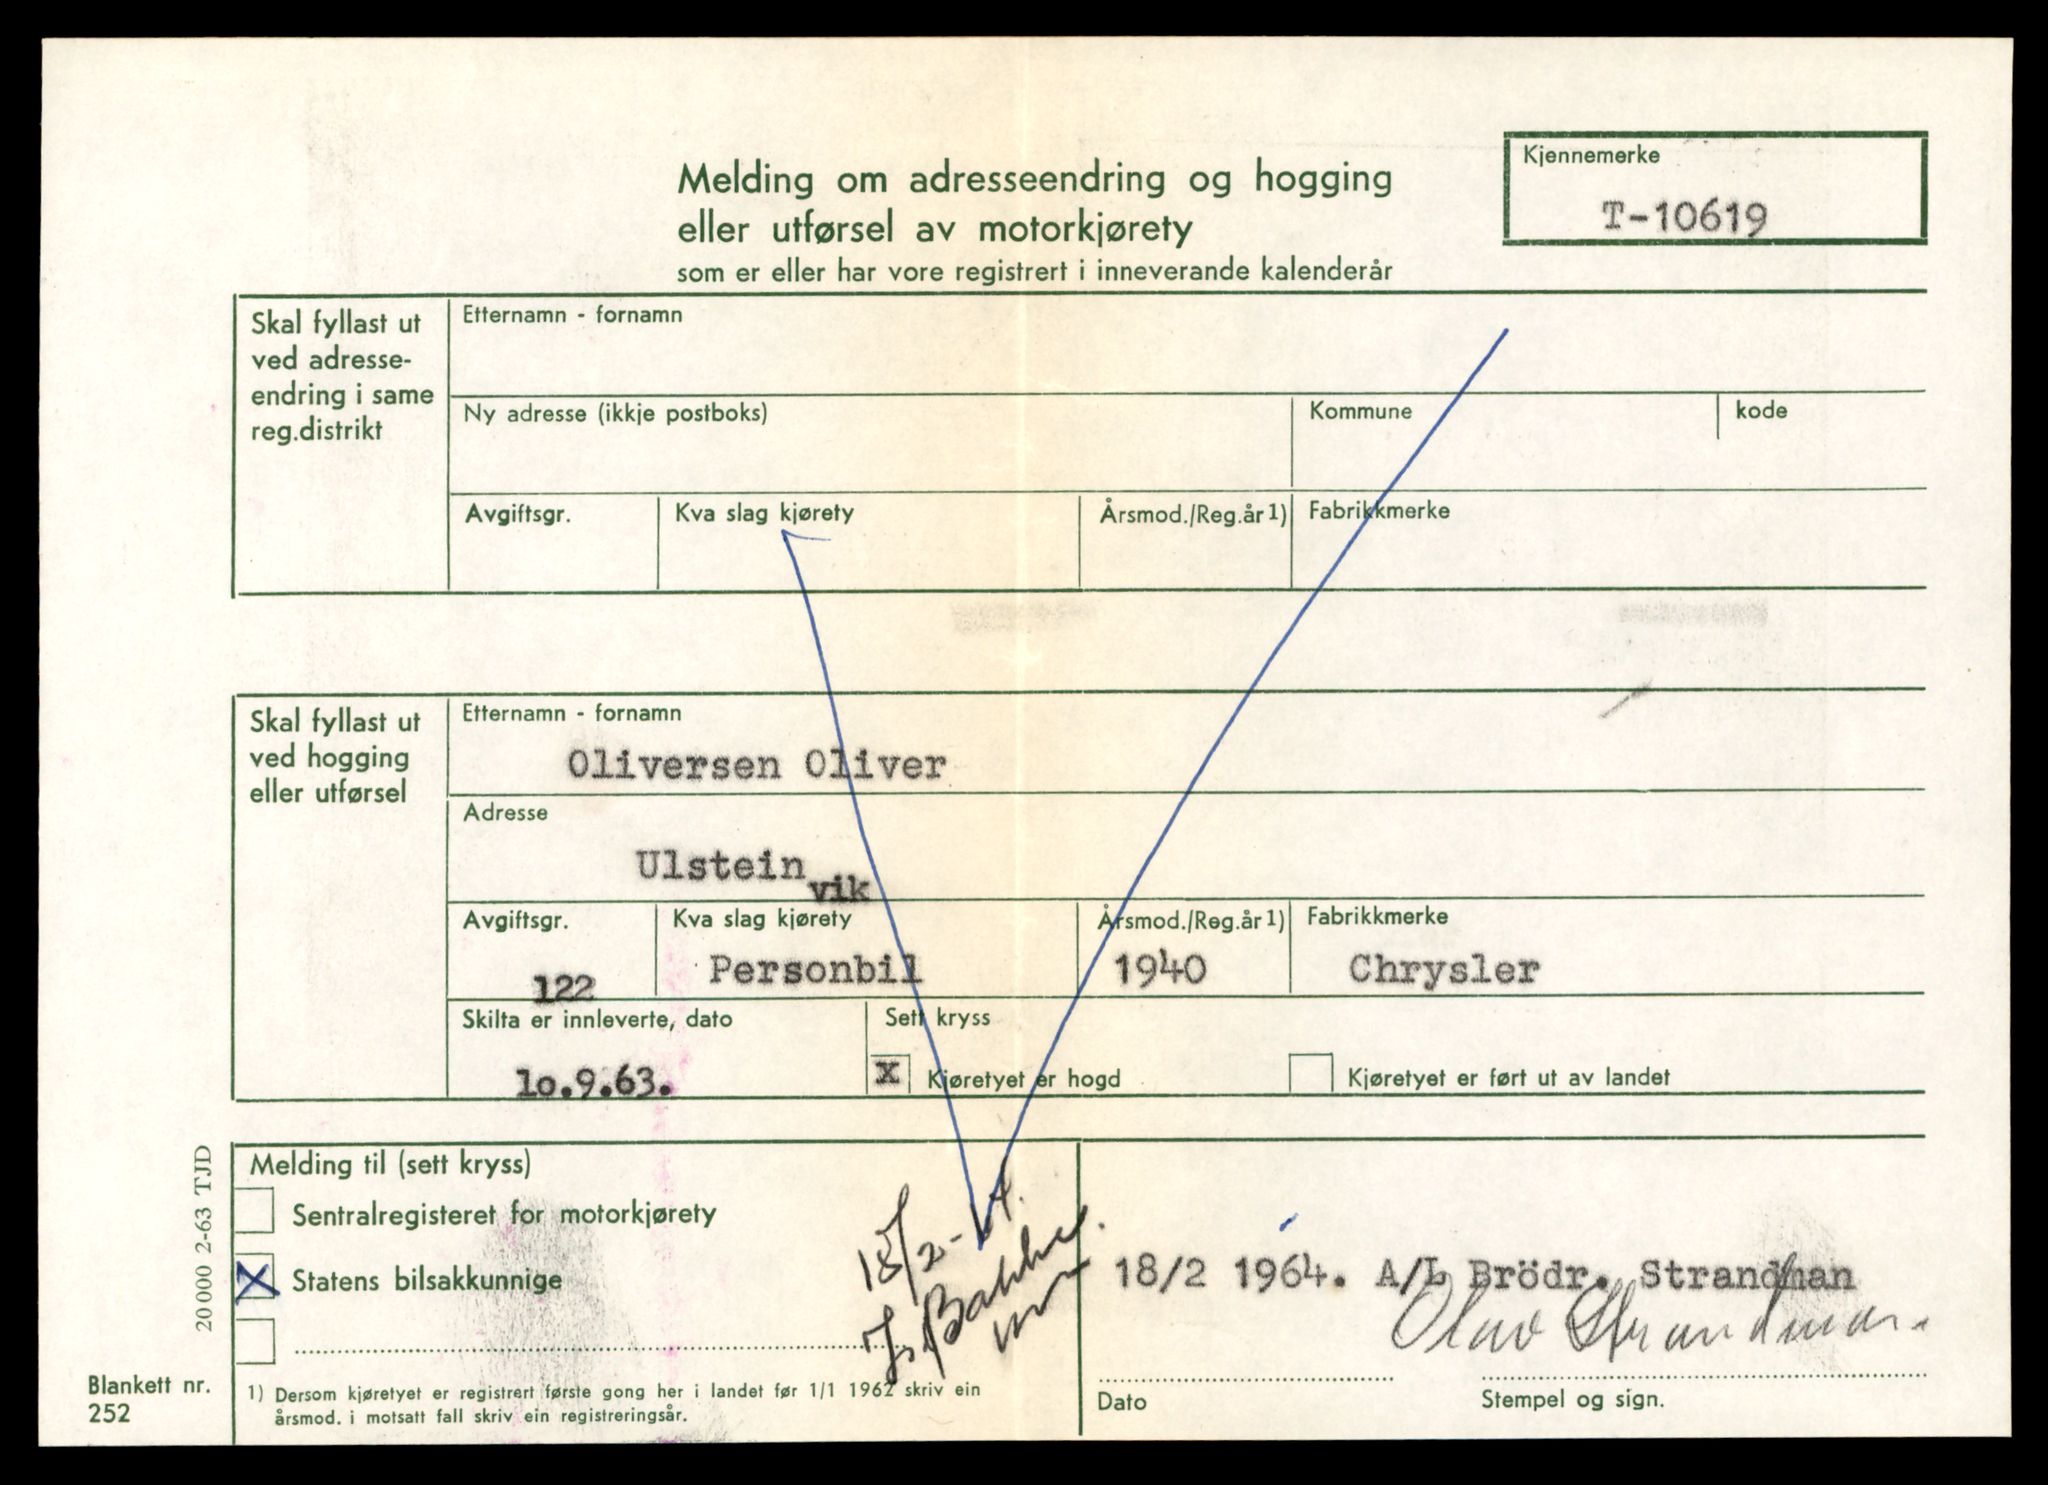 Melding om adresseendring og hogging
eller utførsel av motorkjørety
som er eller har vore registrert i inneverande kalenderår
Kjennemerke
T-10619
Skal fyllast ut
ved adresse-
endring i same
reg.distrikt
Etternamn - fornamn
Ny adresse (ikkje postboks)
Kommune
kode
Avgiftsgr.
Kva slag kjørety
Årsmod./Reg.år 1)
Fabrikkmerke
Skal fyllast ut
ved hogging
eller utførsel
Etternamn - fornamn
Oliversen Oliver
Adresse
Ulsteinvik
Avgiftsgr.
122
Kva slag kjørety
Personbil
Årsmod./Reg.år 1)
1940
Fabrikkmerke
Chrysler
Skilta er innleverte, dato
10.9.63.
Sett kryss
x Kjøretyet er hogd
Kjøretyet er ført ut av landet
Melding til (sett kryss)
Sentralregisteret for motorkjørety
X Statens bilsakkunnige
18/2-64.
Bakke
18/2 1964. A/L Brödr. Strandman
Olav Strandman
Dato
Stempel og sign.
1) Dersom kjøretyet er registrert første gong her i landet før 1/1 1962 skriv ein
årsmod. i motsatt fall skriv ein registreringsår.
20 000 2-63 TJD
Blankett nr.
252